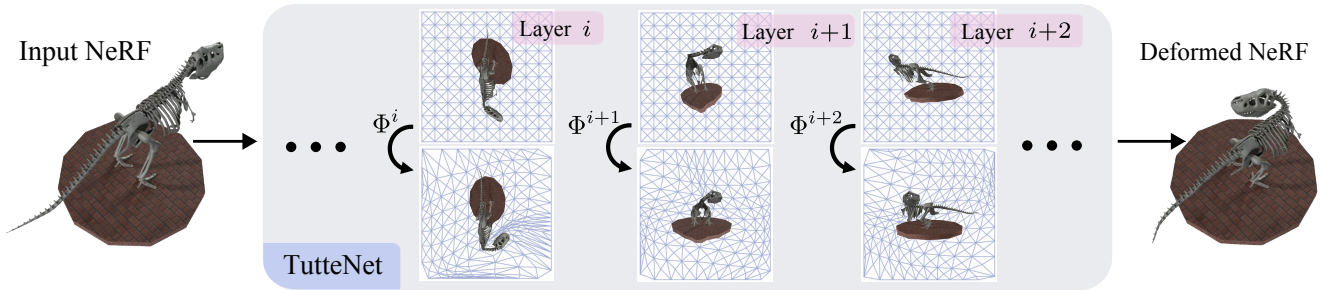 Input NeRF
TutteNet
Layer i
Layer i+1
Layer i+2
Φ^i
Φ^{i+1}
Φ^{i+2}
Deformed NeRF